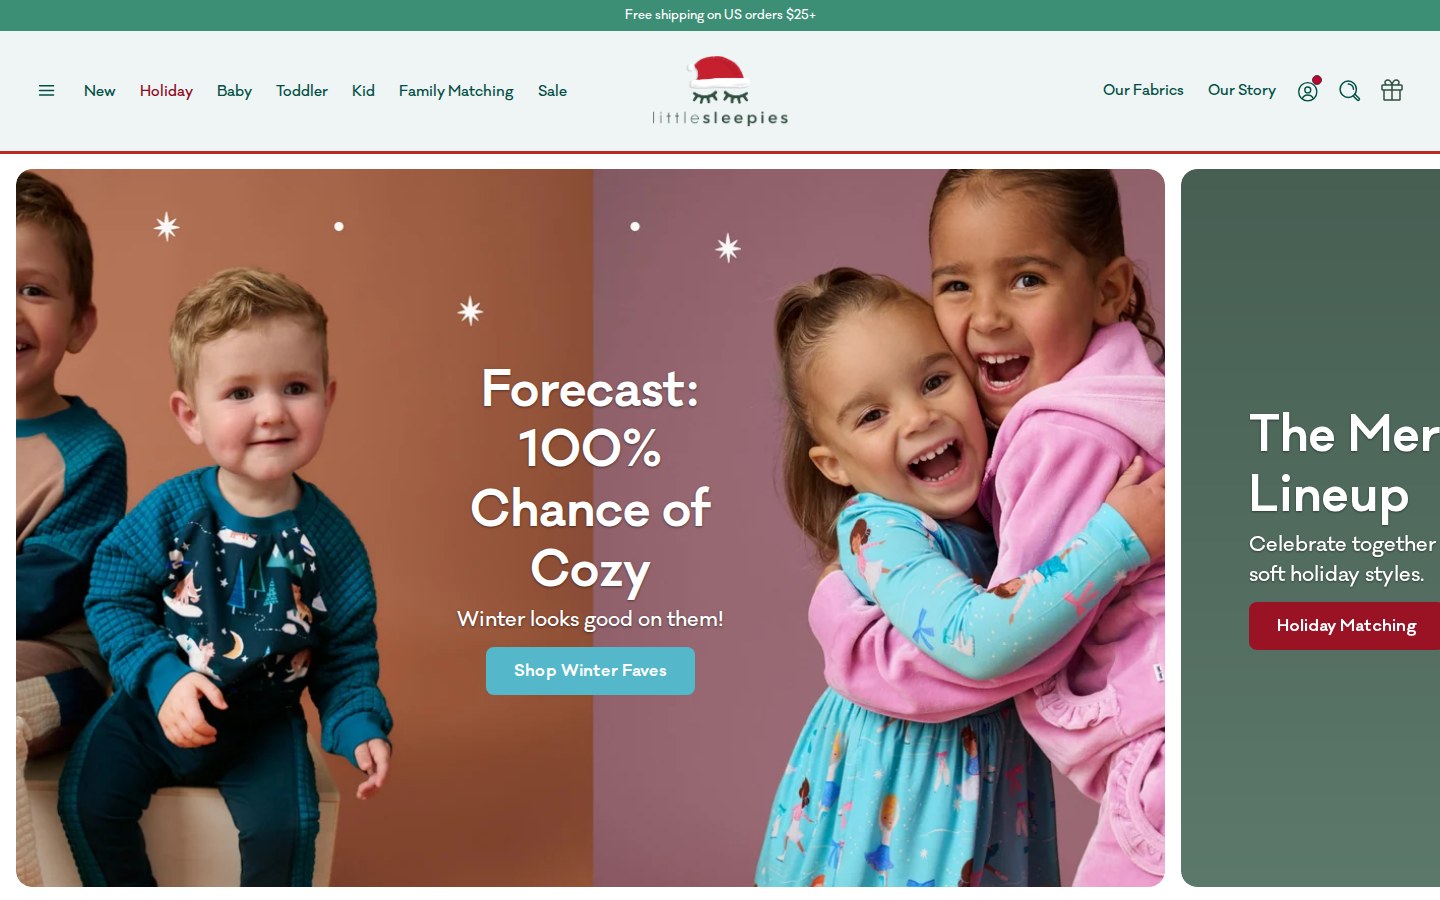 Free shipping on US orders $25+
New Holiday Baby Toddler Kid Family Matching Sale
littlesleepies
Our Fabrics Our Story
Forecast:
100%
Chance of
Cozy
Winter looks good on them!
Shop Winter Faves
The Mer
Lineup
Celebrate together
soft holiday styles.
Holiday Matching